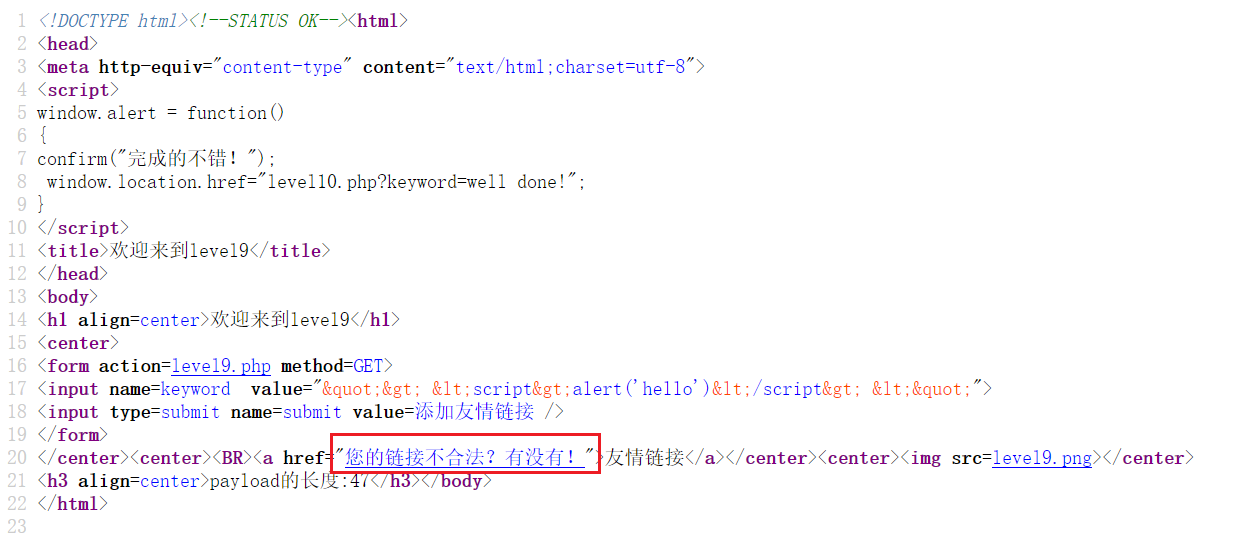 1 <!DOCTYPE html><!--STATUS OK--><html>
2 <head>
3 <meta http-equiv="content-type" content="text/html;charset=utf-8">
4 <script>
5 window.alert = function()
6 {
7 confirm("完成的不错！");
8  window.location.href="level10.php?keyword=well done!";
9 }
10 </script>
11 <title>欢迎来到level9</title>
12 </head>
13 <body>
14 <h1 align=center>欢迎来到level9</h1>
15 <center>
16 <form action=level9.php method=GET>
17 <input name=keyword  value="&quot;&gt; &lt;script&gt;alert('hello')&lt;/script&gt; &lt;&quot;">
18 <input type=submit name=submit value=添加友情链接 />
19 </form>
20 </center><center><BR><a href="您的链接不合法？有没有！">友情链接</a></center><center><img src=level9.png></center>
21 <h3 align=center>payload的长度:47</h3></body>
22 </html>
23